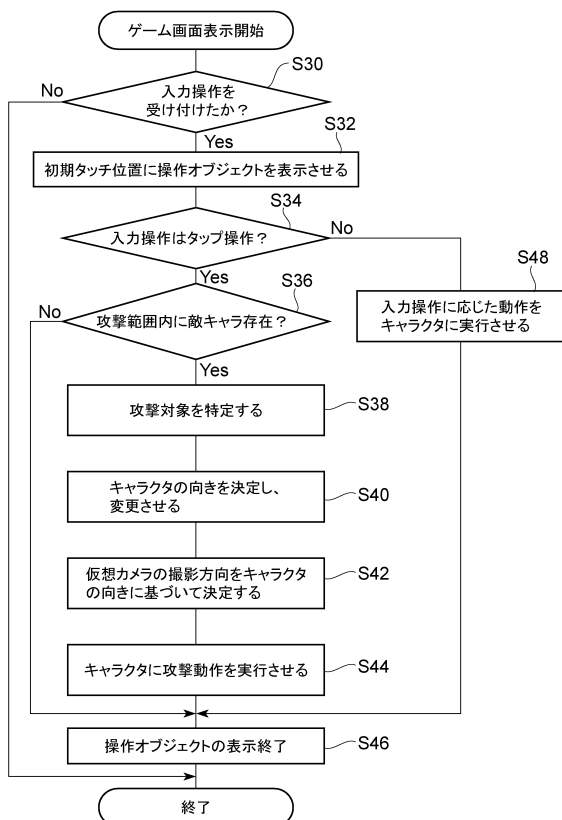 ゲーム画面表示開始
S30
入力操作を
受け付けたか？
No
Yes
S32
初期タッチ位置に操作オブジェクトを表示させる
S34
入力操作はタップ操作？
No
Yes
S48
入力操作に応じた動作を
キャラクタに実行させる
S36
攻撃範囲内に敵キャラ存在？
No
Yes
攻撃対象を特定する
S38
キャラクタの向きを決定し、
変更させる
S40
仮想カメラの撮影方向をキャラクタ
の向きに基づいて決定する
S42
キャラクタに攻撃動作を実行させる
S44
操作オブジェクトの表示終了
S46
終了